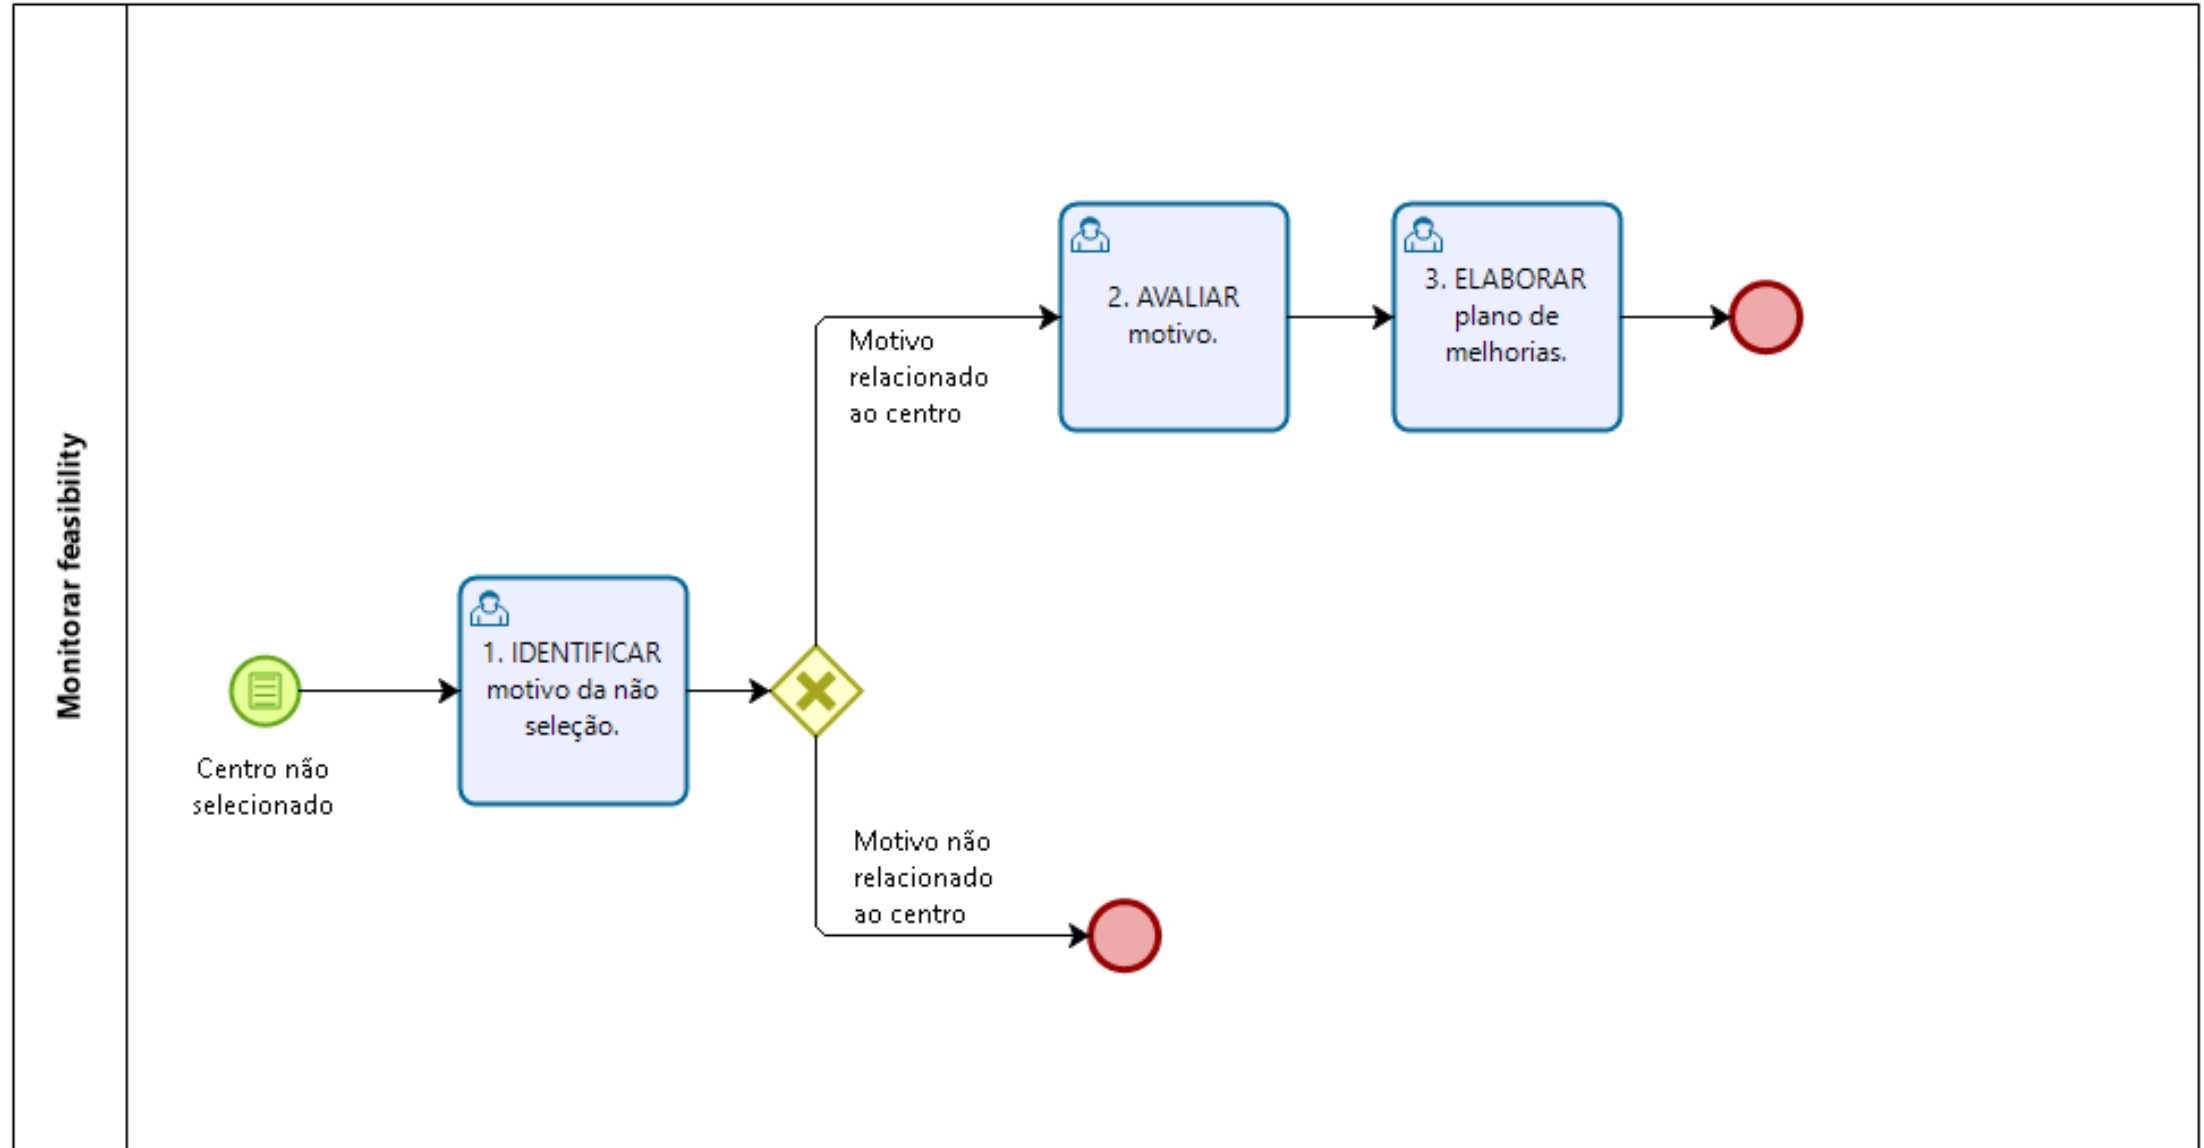 Monitorar feasibility
Centro não
selecionado
1. IDENTIFICAR
motivo da não
seleção.
Motivo
relacionado
ao centro
2. AVALIAR
motivo.
3. ELABORAR
plano de
melhorias.
Motivo não
relacionado
ao centro